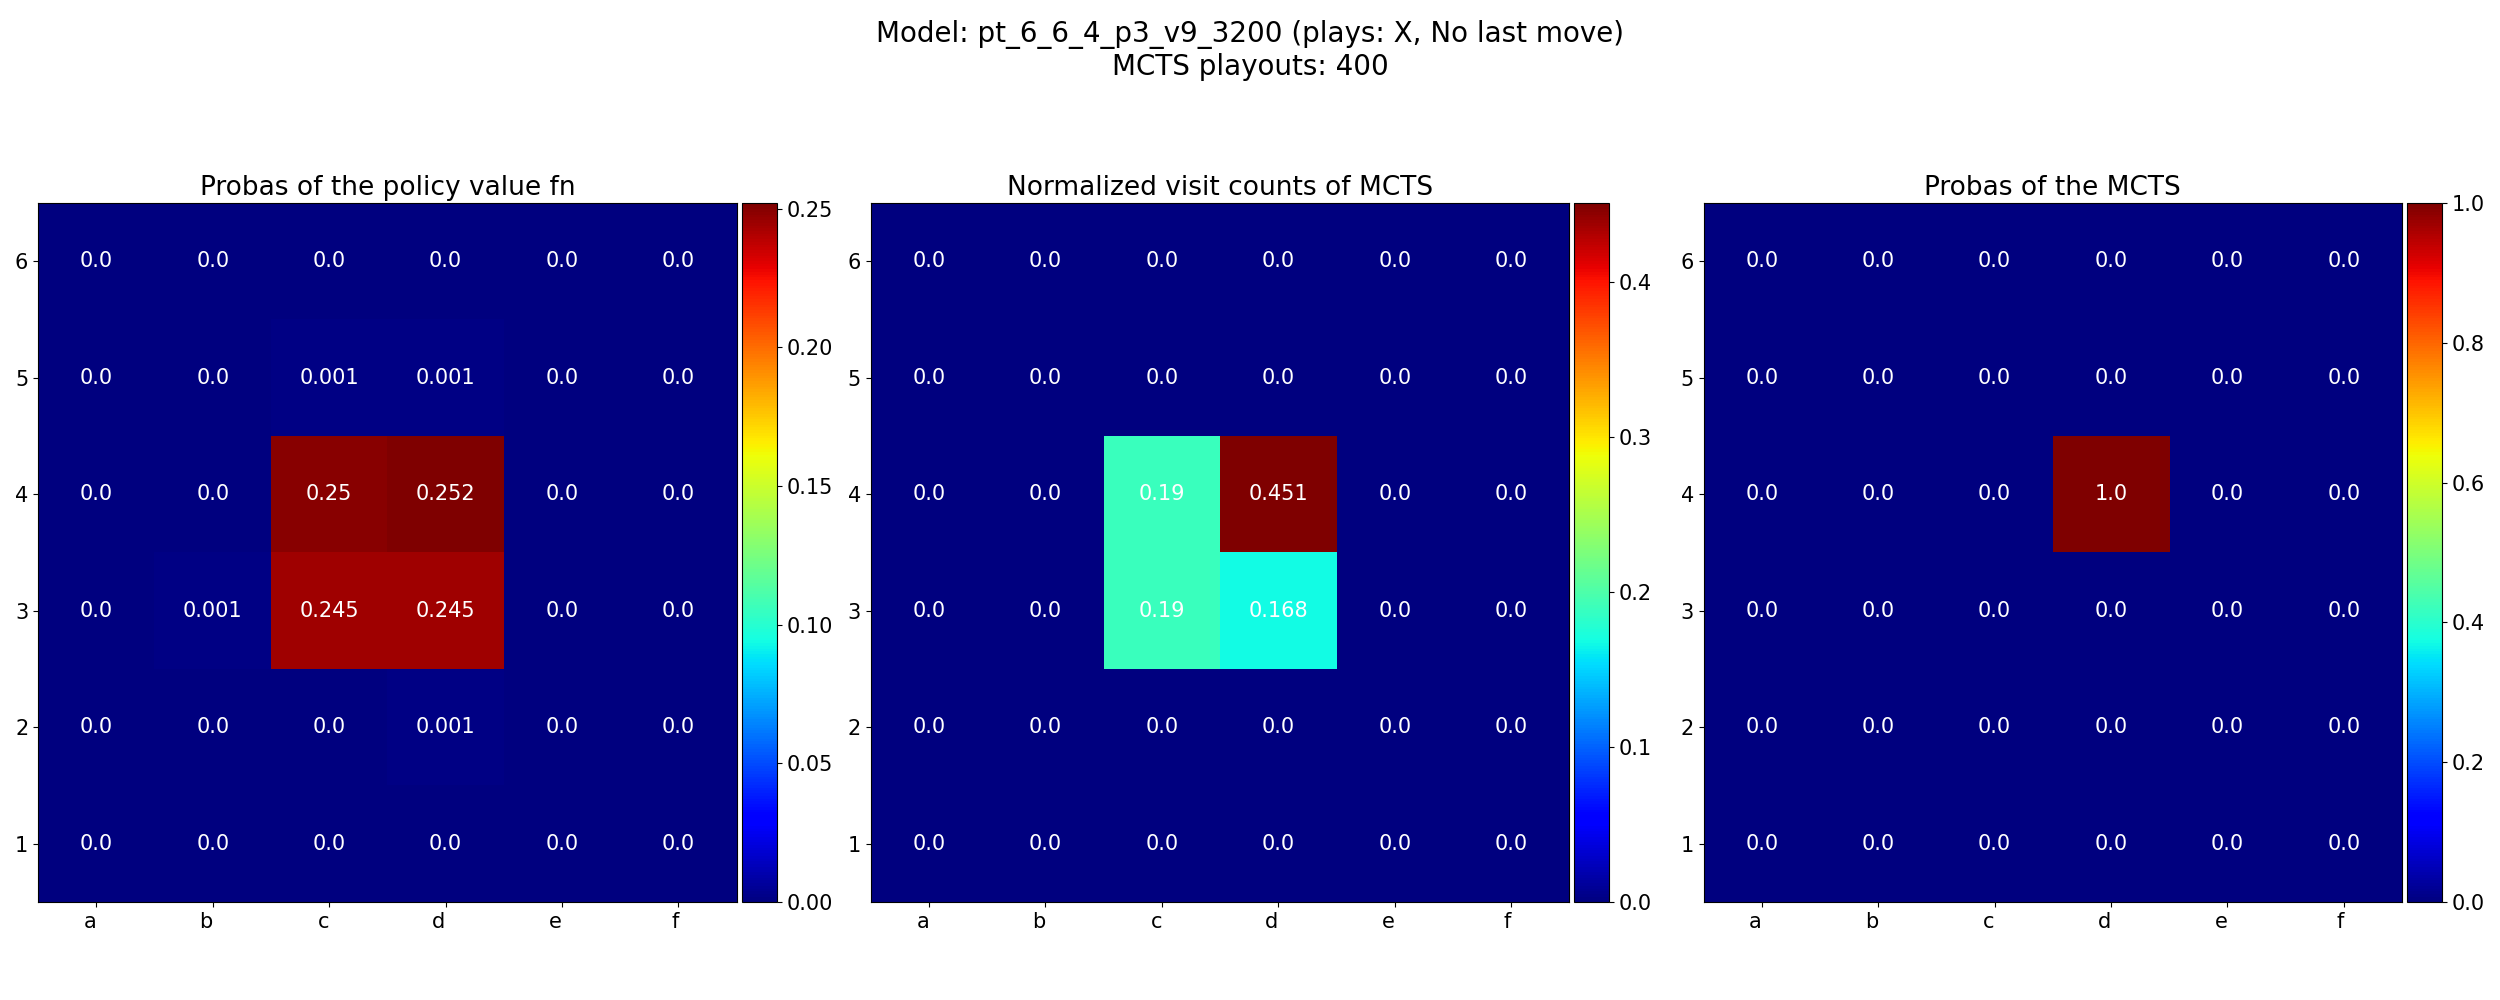 Model: pt_6_6_4_p3_v9_3200 (plays: X, No last move)
MCTS playouts: 400
Probas of the policy value fn
6 0.0 0.0 0.0 0.0 0.0 0.0
5 0.0 0.0 0.001 0.001 0.0 0.0
4 0.0 0.0 0.25 0.252 0.0 0.0
3 0.0 0.001 0.245 0.245 0.0 0.0
2 0.0 0.0 0.0 0.001 0.0 0.0
1 0.0 0.0 0.0 0.0 0.0 0.0
a b c d e f
0.25
0.20
0.15
0.10
0.05
0.00
Normalized visit counts of MCTS
6 0.0 0.0 0.0 0.0 0.0 0.0
5 0.0 0.0 0.0 0.0 0.0 0.0
4 0.0 0.0 0.19 0.451 0.0 0.0
3 0.0 0.0 0.19 0.168 0.0 0.0
2 0.0 0.0 0.0 0.0 0.0 0.0
1 0.0 0.0 0.0 0.0 0.0 0.0
a b c d e f
0.4
0.3
0.2
0.1
0.0
Probas of the MCTS
6 0.0 0.0 0.0 0.0 0.0 0.0
5 0.0 0.0 0.0 0.0 0.0 0.0
4 0.0 0.0 0.0 1.0 0.0 0.0
3 0.0 0.0 0.0 0.0 0.0 0.0
2 0.0 0.0 0.0 0.0 0.0 0.0
1 0.0 0.0 0.0 0.0 0.0 0.0
a b c d e f
1.0
0.8
0.6
0.4
0.2
0.0